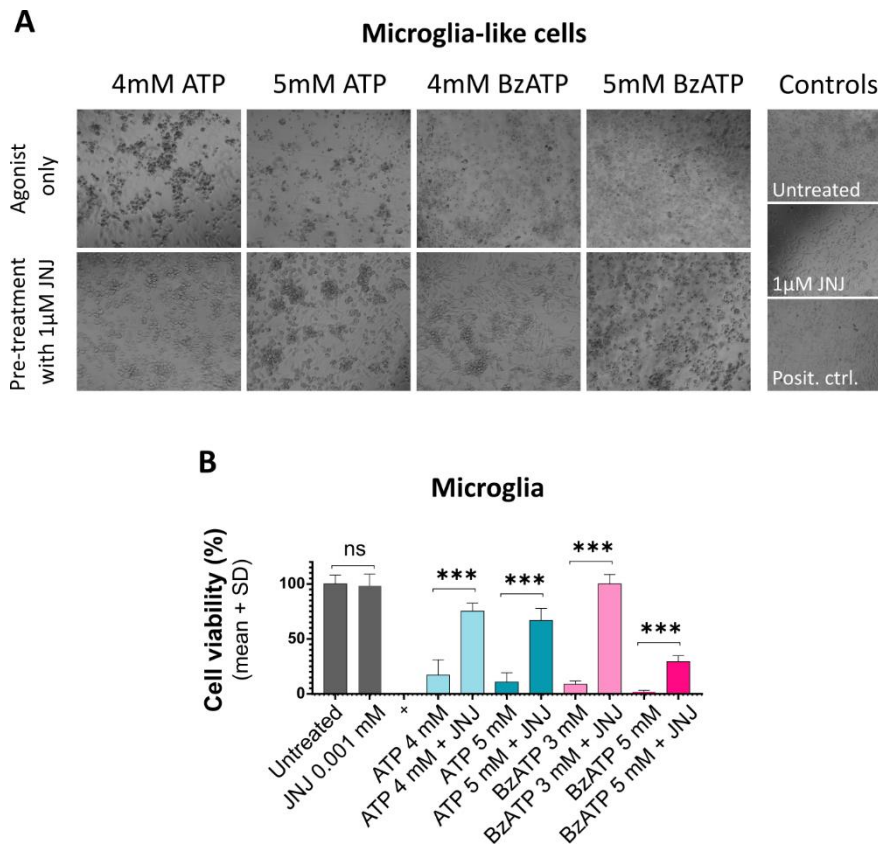 A
Microglia-like cells
4mM ATP
5mM ATP
4mM BzATP
5mM BzATP
Controls
Agonist
only
Untreated
1µM JNJ
Pre-treatment
with 1µM JNJ
Posit. ctrl.
B
Microglia
Cell viability (%)
(mean + SD)
100
50
0
ns
***
***
***
***
Untreated
JNJ 0.001 mM
+
ATP 4 mM
ATP 4 mM + JNJ
ATP 5 mM
ATP 5 mM + JNJ
BzATP 3 mM
BzATP 3 mM + JNJ
BzATP 5 mM
BzATP 5 mM + JNJ